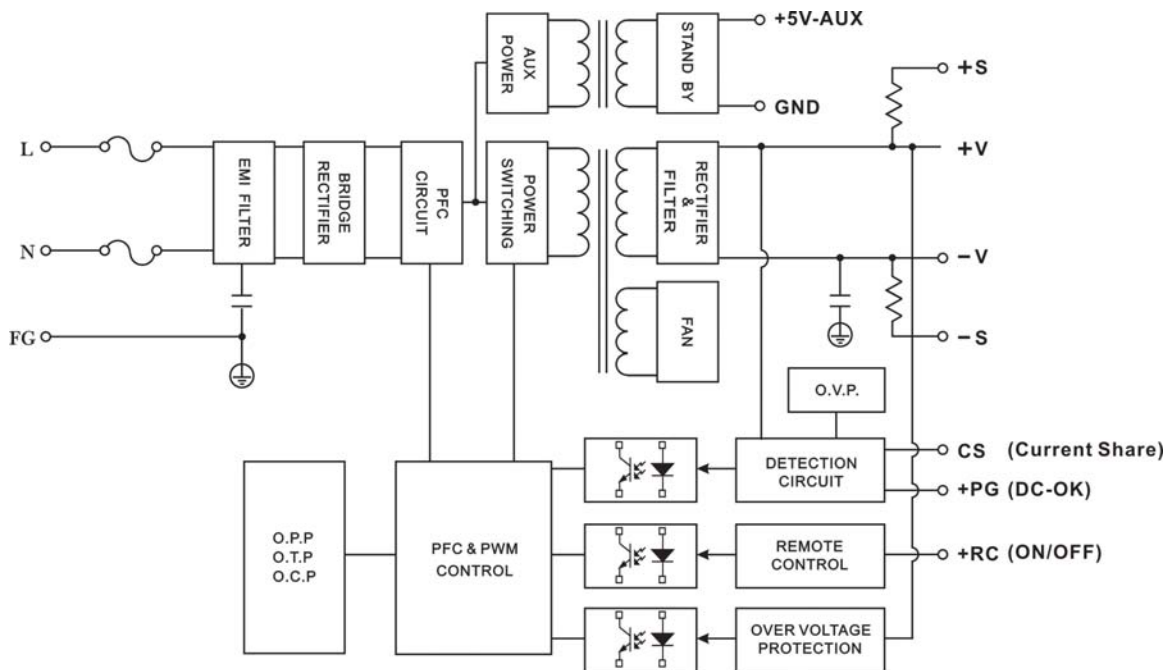 +5V-AUX
AUX
POWER
STAND BY
GND
+S
L
EMI FILTER
BRIDGE
RECTIFIER
PFC
CIRCUIT
POWER
SWITCHING
RECTIFIER
&
FILTER
+V
N
–V
FG
FAN
–S
O.V.P.
DETECTION
CIRCUIT
CS (Current Share)
+PG (DC-OK)
O.P.P
O.T.P
O.C.P
PFC & PWM
CONTROL
REMOTE
CONTROL
+RC (ON/OFF)
OVER VOLTAGE
PROTECTION